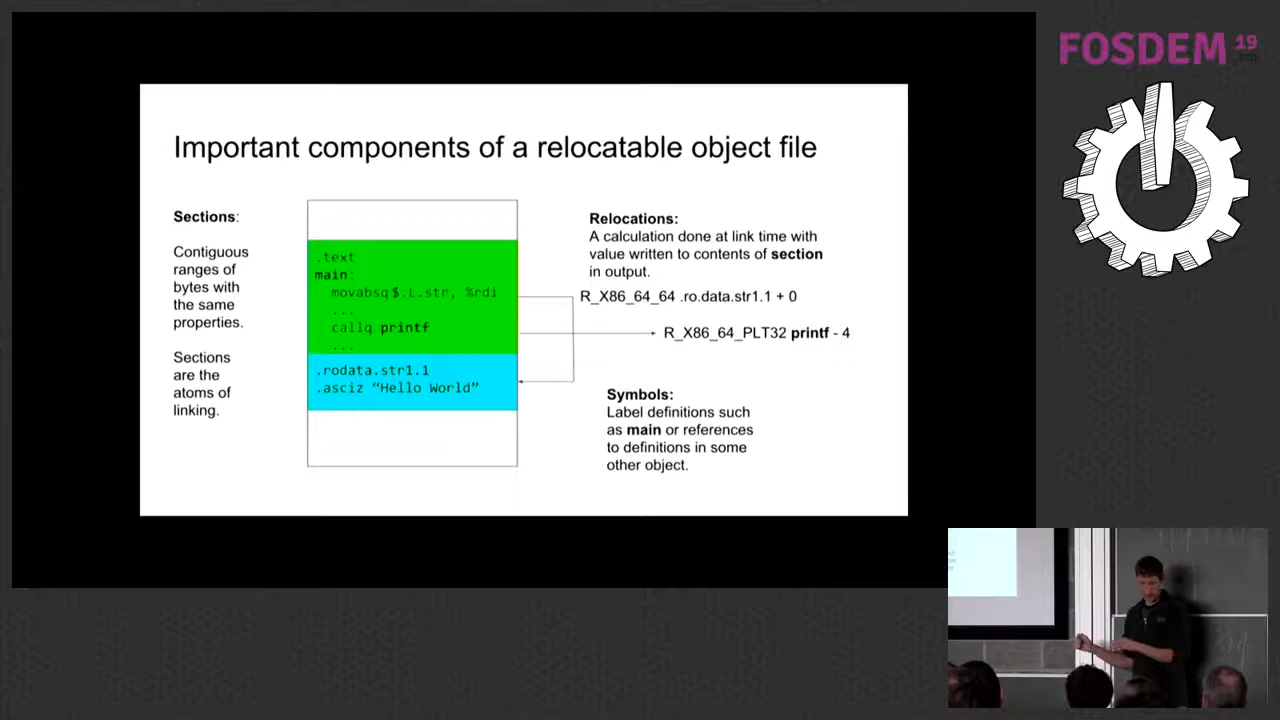 FOSDEM 19
Important components of a relocatable object file
Sections:
Contiguous
ranges of
bytes with
the same
properties.
Sections
are the
atoms of
linking.
.text
main:
movabsq $.L.str, %rdi
...
callq printf
...
.rodata.str1.1
.asciz “Hello World”
Relocations:
A calculation done at link time with
value written to contents of section
in output.
R_X86_64_64 .ro.data.str1.1 + 0
R_X86_64_PLT32 printf - 4
Symbols:
Label definitions such
as main or references
to definitions in some
other object.